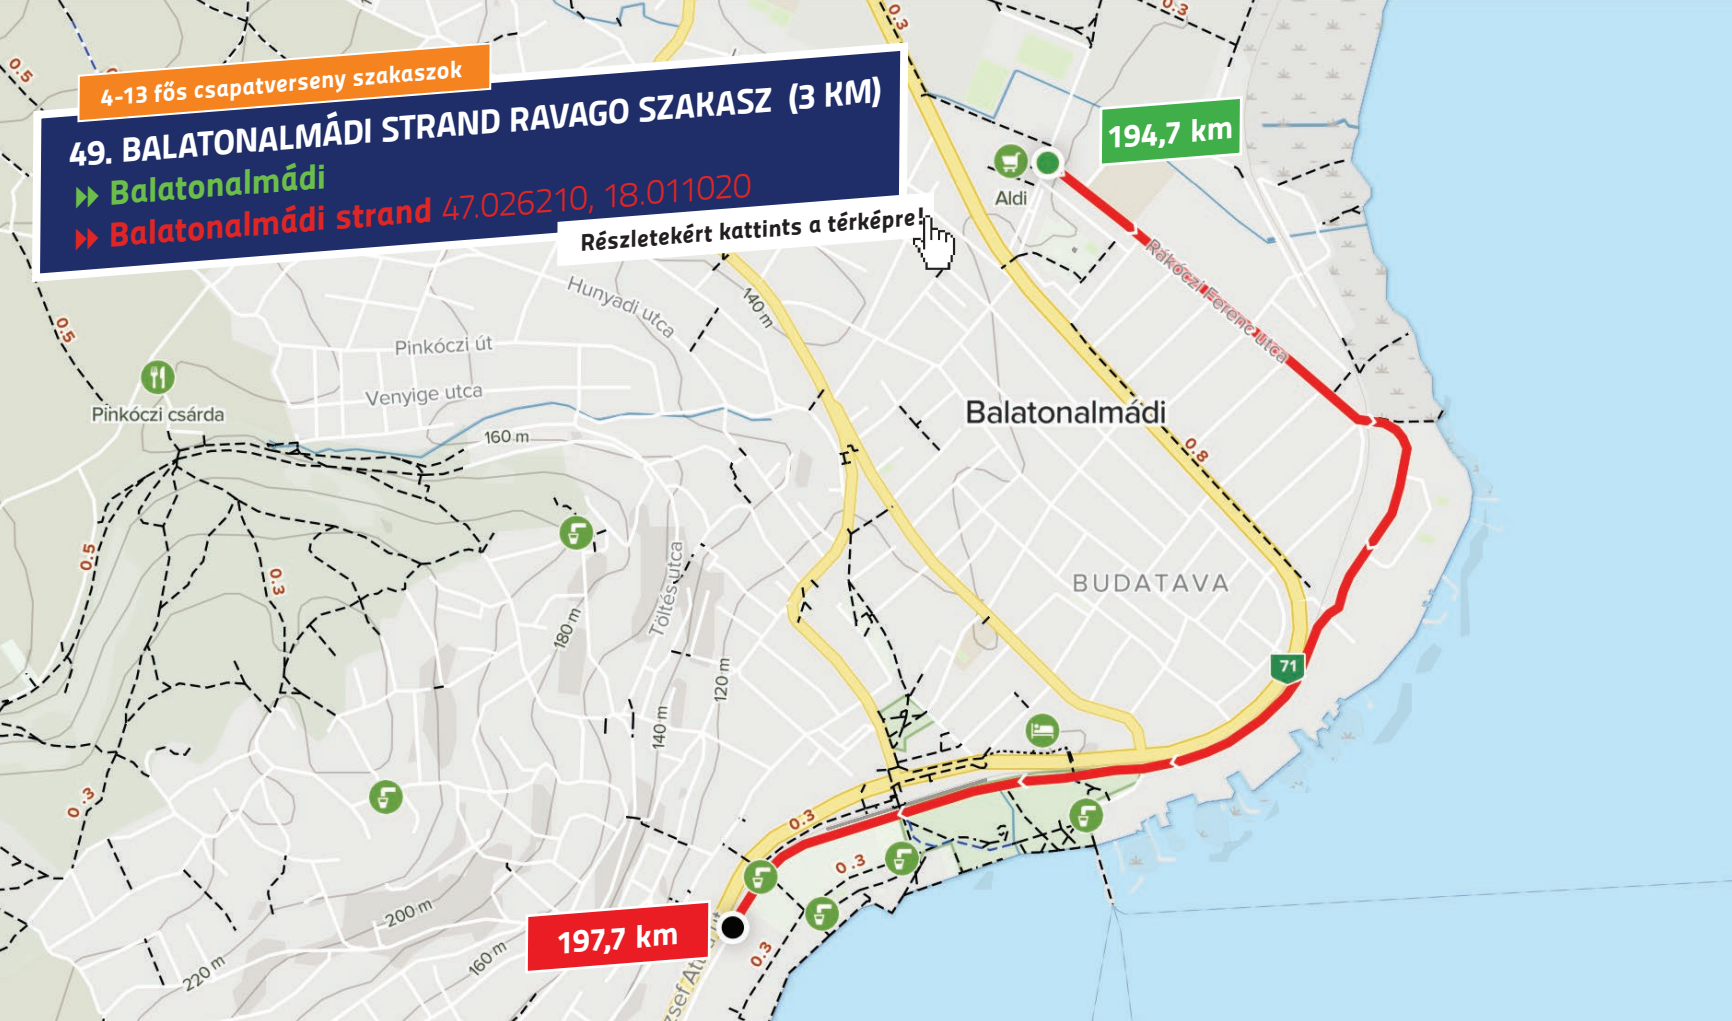 4-13 fős csapatverseny szakaszok
49. BALATONALMÁDI STRAND RAVAGO SZAKASZ (3 KM)
Balatonalmádi
Balatonalmádi strand 47.026210, 18.011020
Részletekért kattints a térképre!
194,7 km
Aldi
Rákóczi Ferenc utca
0.3
0.3
0.5
0.5
Hunyadi utca
140 m
Pinkóczi út
Venyige utca
Pinkóczi csárda
160 m
Balatonalmádi
0.8
BUDATAVA
0.5
0.3
Töltés utca
180 m
120 m
140 m
71
0.3
0.3
0.3
0.3
200 m
220 m
160 m
197,7 km